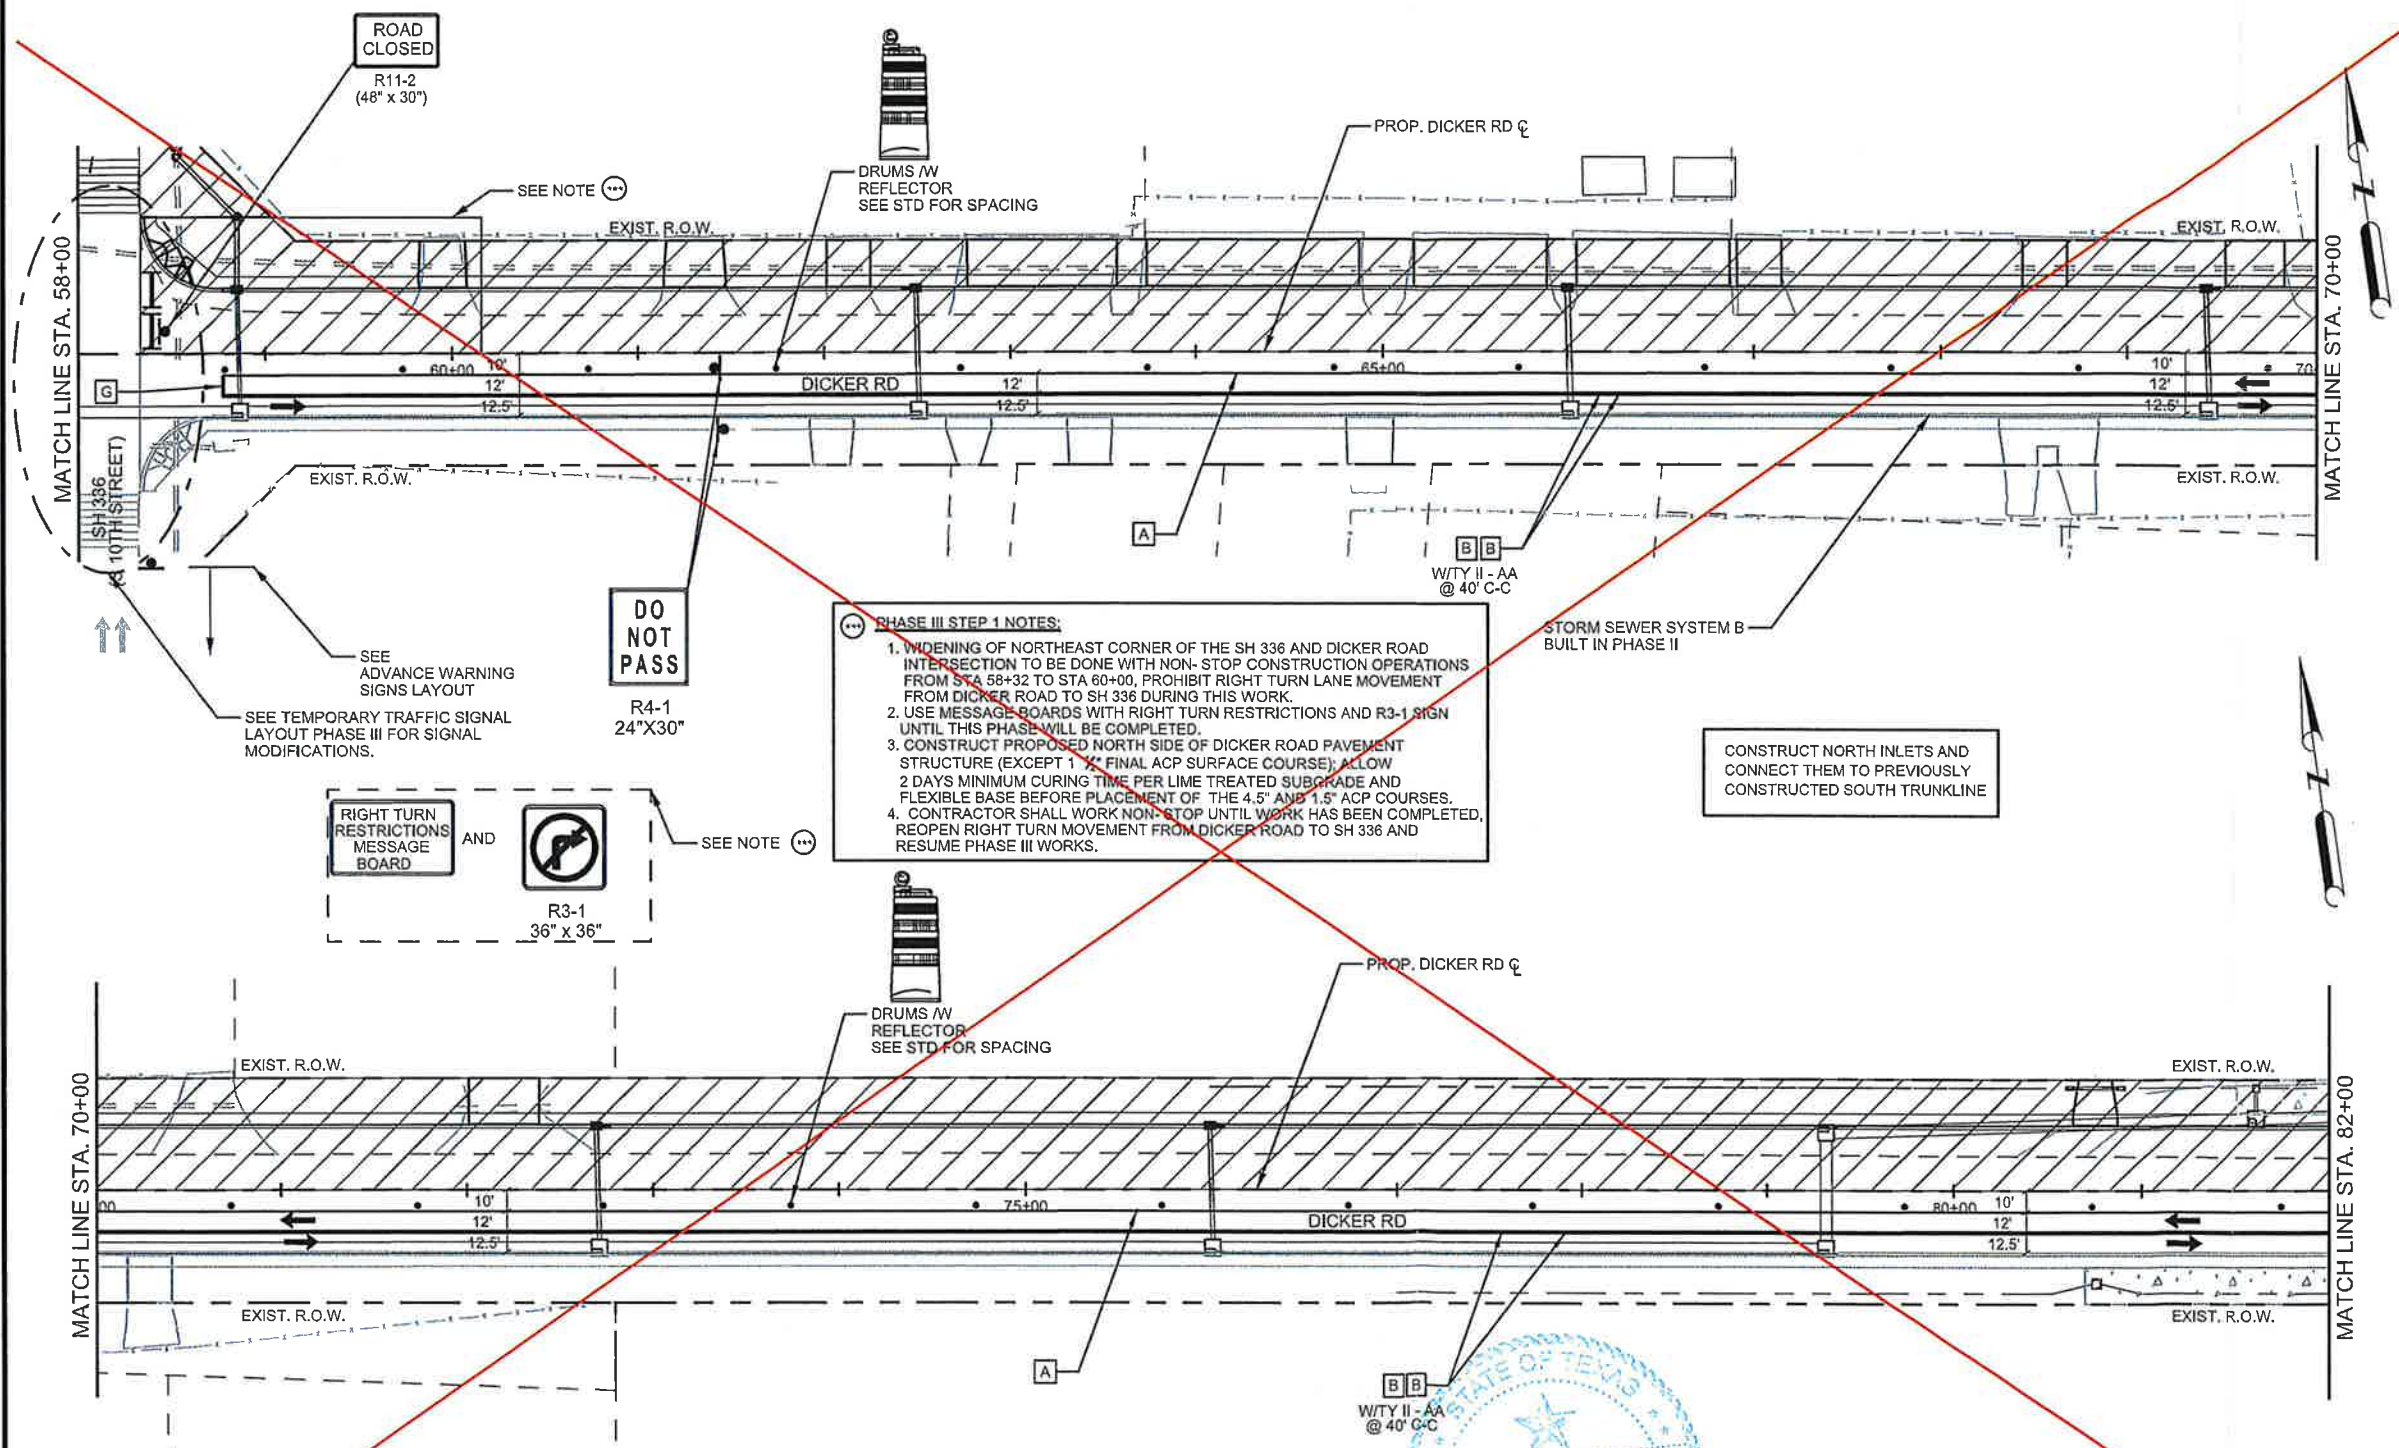 ROAD
CLOSED
R11-2
(48" x 30")
SEE NOTE
DRUMS /W
REFLECTOR
SEE STD FOR SPACING
PROP. DICKER RD ℄
EXIST. R.O.W.
EXIST. R.O.W.
MATCH LINE STA. 58+00
MATCH LINE STA. 70+00
60+00
10'
12'
12.5'
DICKER RD
12'
12.5'
65+00
10'
12'
12.5'
70
G
SH 336
(S 10TH STREET)
EXIST. R.O.W.
EXIST. R.O.W.
A
B B
W/TY II - AA
@ 40' C-C
STORM SEWER SYSTEM B
BUILT IN PHASE II
SEE
ADVANCE WARNING
SIGNS LAYOUT
SEE TEMPORARY TRAFFIC SIGNAL
LAYOUT PHASE III FOR SIGNAL
MODIFICATIONS.
DO
NOT
PASS
R4-1
24"X30"
PHASE III STEP 1 NOTES:
1. WIDENING OF NORTHEAST CORNER OF THE SH 336 AND DICKER ROAD
INTERSECTION TO BE DONE WITH NON- STOP CONSTRUCTION OPERATIONS
FROM STA 58+32 TO STA 60+00, PROHIBIT RIGHT TURN LANE MOVEMENT
FROM DICKER ROAD TO SH 336 DURING THIS WORK.
2. USE MESSAGE BOARDS WITH RIGHT TURN RESTRICTIONS AND R3-1 SIGN
UNTIL THIS PHASE WILL BE COMPLETED.
3. CONSTRUCT PROPOSED NORTH SIDE OF DICKER ROAD PAVEMENT
STRUCTURE (EXCEPT 1 ½" FINAL ACP SURFACE COURSE); ALLOW
2 DAYS MINIMUM CURING TIME PER LIME TREATED SUBGRADE AND
FLEXIBLE BASE BEFORE PLACEMENT OF THE 4.5" AND 1.5" ACP COURSES.
4. CONTRACTOR SHALL WORK NON- STOP UNTIL WORK HAS BEEN COMPLETED,
REOPEN RIGHT TURN MOVEMENT FROM DICKER ROAD TO SH 336 AND
RESUME PHASE III WORKS.
CONSTRUCT NORTH INLETS AND
CONNECT THEM TO PREVIOUSLY
CONSTRUCTED SOUTH TRUNKLINE
RIGHT TURN
RESTRICTIONS
MESSAGE
BOARD
AND
R3-1
36" x 36"
SEE NOTE
DRUMS /W
REFLECTOR
SEE STD FOR SPACING
PROP. DICKER RD ℄
EXIST. R.O.W.
EXIST. R.O.W.
MATCH LINE STA. 70+00
MATCH LINE STA. 82+00
00
10'
12'
12.5'
75+00
DICKER RD
80+00
10'
12'
12.5'
EXIST. R.O.W.
EXIST. R.O.W.
A
B B
W/TY II - AA
@ 40' C-C
STATE OF TEXAS